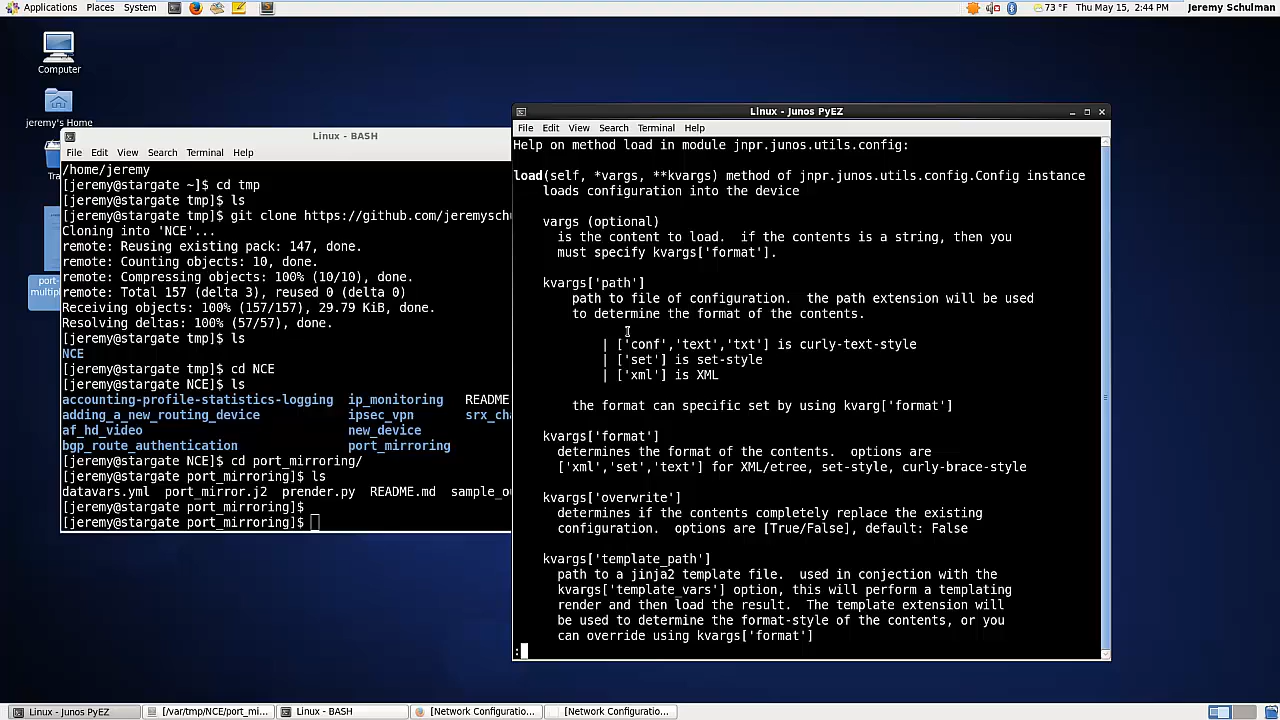 Applications Places System
73 °F Thu May 15, 2:44 PM Jeremy Schulman
Computer
jeremy's Home
Tra
port-
multip
Linux - BASH
File Edit View Search Terminal Help
/home/jeremy
[jeremy@stargate ~]$ cd tmp
[jeremy@stargate tmp]$ ls
[jeremy@stargate tmp]$ git clone https://github.com/jeremysch
Cloning into 'NCE'...
remote: Reusing existing pack: 147, done.
remote: Counting objects: 10, done.
remote: Compressing objects: 100% (10/10), done.
remote: Total 157 (delta 3), reused 0 (delta 0)
Receiving objects: 100% (157/157), 29.79 KiB, done.
Resolving deltas: 100% (57/57), done.
[jeremy@stargate tmp]$ ls
NCE
[jeremy@stargate tmp]$ cd NCE
[jeremy@stargate NCE]$ ls
accounting-profile-statistics-logging ip_monitoring README
adding_a_new_routing_device ipsec_vpn srx_cha
af_hd_video new_device
bgp_route_authentication port_mirroring
[jeremy@stargate NCE]$ cd port_mirroring/
[jeremy@stargate port_mirroring]$ ls
datavars.yml port_mirror.j2 prender.py README.md sample_ou
[jeremy@stargate port_mirroring]$
[jeremy@stargate port_mirroring]$
Linux - Junos PyEZ
File Edit View Search Terminal Help
Help on method load in module jnpr.junos.utils.config:
load(self, *vargs, **kvargs) method of jnpr.junos.utils.config.Config instance
loads configuration into the device
vargs (optional)
is the content to load. if the contents is a string, then you
must specify kvargs['format'].
kvargs['path']
path to file of configuration. the path extension will be used
to determine the format of the contents.
| ['conf','text','txt'] is curly-text-style
| ['set'] is set-style
| ['xml'] is XML
the format can specific set by using kvarg['format']
kvargs['format']
determines the format of the contents. options are
['xml','set','text'] for XML/etree, set-style, curly-brace-style
kvargs['overwrite']
determines if the contents completely replace the existing
configuration. options are [True/False], default: False
kvargs['template_path']
path to a jinja2 template file. used in conjection with the
kvargs['template_vars'] option, this will perform a templating
render and then load the result. The template extension will
be used to determine the format-style of the contents, or you
can override using kvargs['format']
:
Linux - Junos PyEZ [/var/tmp/NCE/port_mi... Linux - BASH [Network Configuratio... [Network Configuratio...